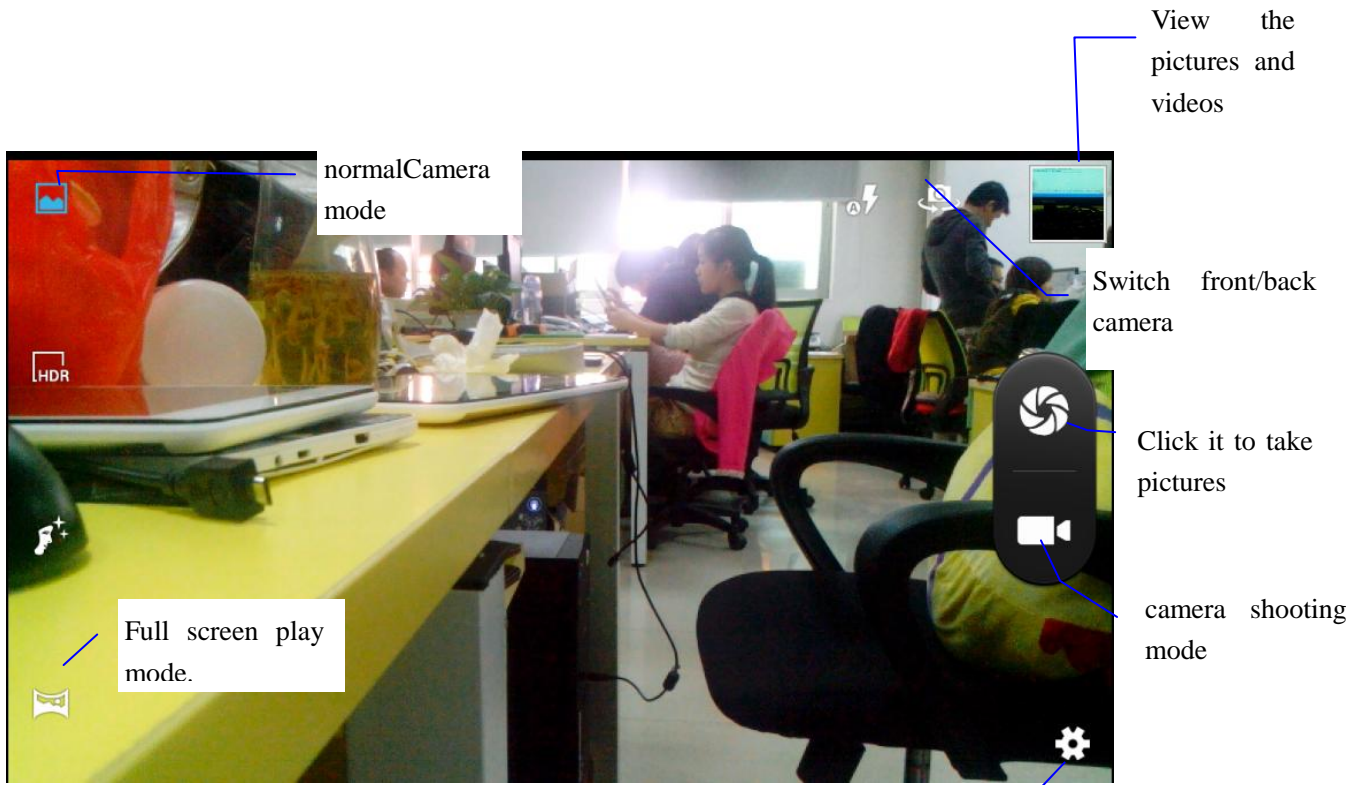 View the
pictures and
videos
normalCamera
mode
A
Switch front/back
camera
HDR
Click it to take
pictures
camera shooting
mode
Full screen play
mode.